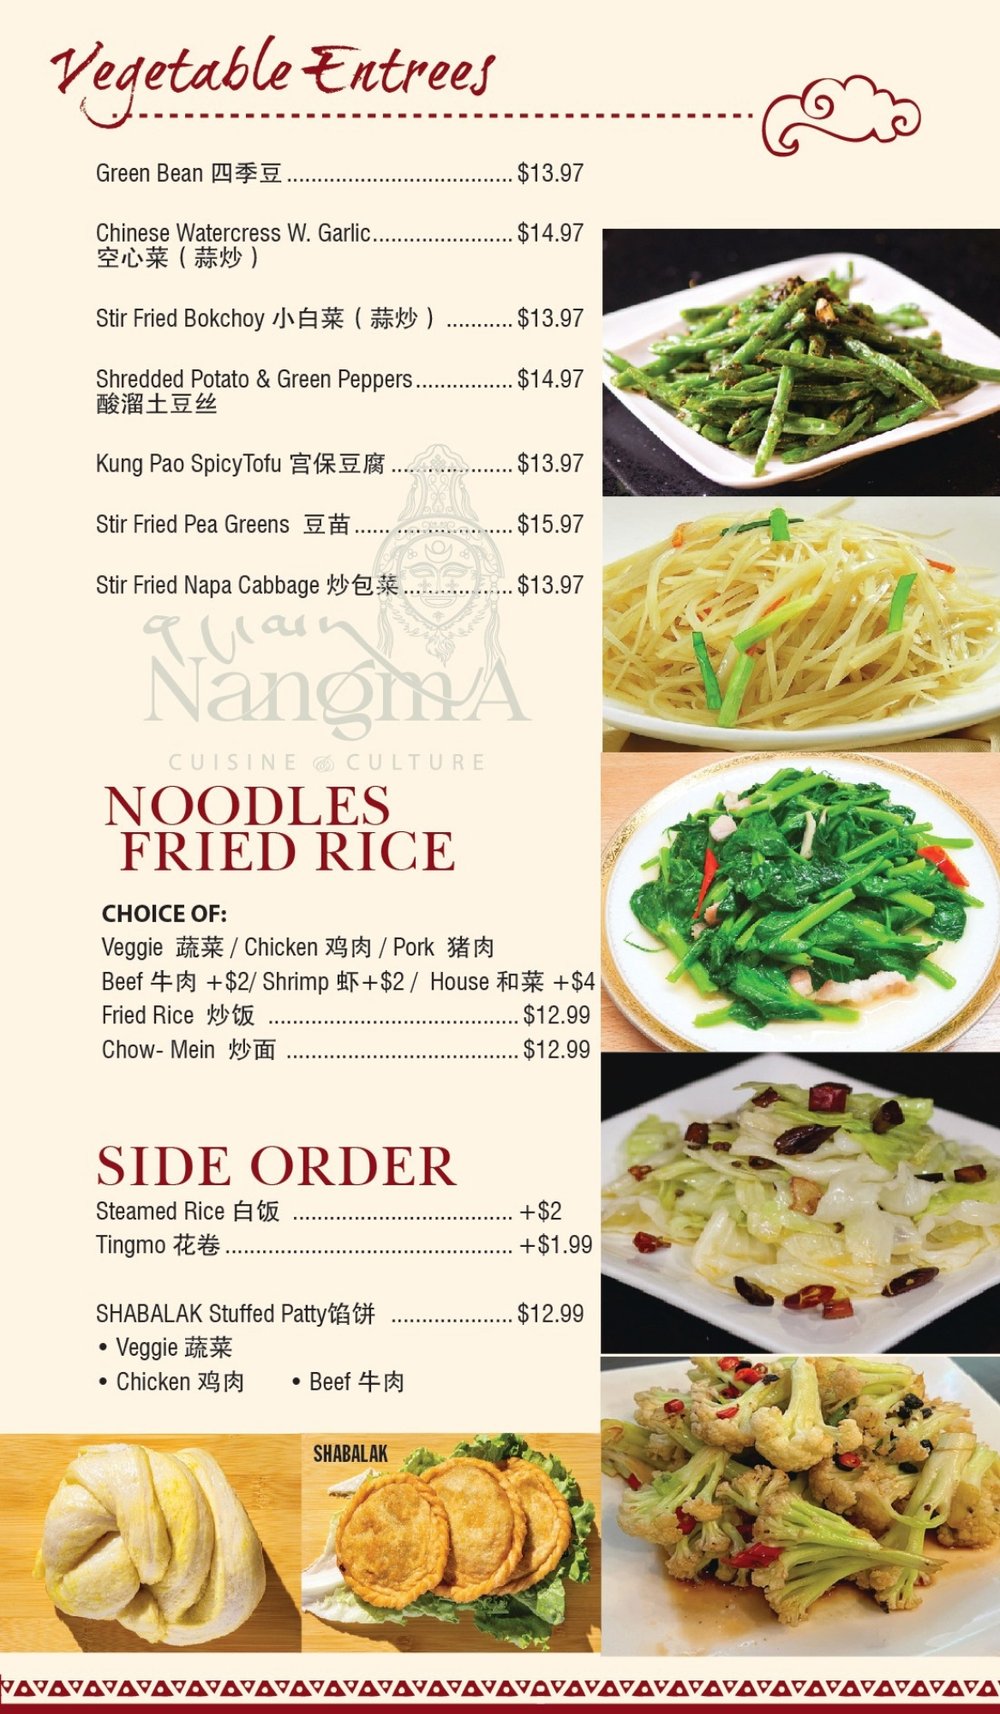 Vegetable Entrees
Green Bean 四季豆 ..................................... $13.97
Chinese Watercress W. Garlic....................... $14.97
空心菜 ( 蒜炒 )
Stir Fried Bokchoy 小白菜 ( 蒜炒 ) ........... $13.97
Shredded Potato & Green Peppers................ $14.97
酸溜土豆丝
Kung Pao SpicyTofu 宫保豆腐 .................... $13.97
Stir Fried Pea Greens 豆苗.......................... $15.97
Stir Fried Napa Cabbage 炒包菜.................. $13.97
NangmA
CUISINE & CULTURE
NOODLES
FRIED RICE
CHOICE OF:
Veggie 蔬菜 / Chicken 鸡肉 / Pork 猪肉
Beef 牛肉 +$2/ Shrimp 虾+$2 / House 和菜 +$4
Fried Rice 炒饭 ......................................... $12.99
Chow- Mein 炒面 ...................................... $12.99
SIDE ORDER
Steamed Rice 白饭 .................................... +$2
Tingmo 花卷............................................... +$1.99
SHABALAK Stuffed Patty馅饼 .................... $12.99
• Veggie 蔬菜
• Chicken 鸡肉 • Beef 牛肉
SHABALAK